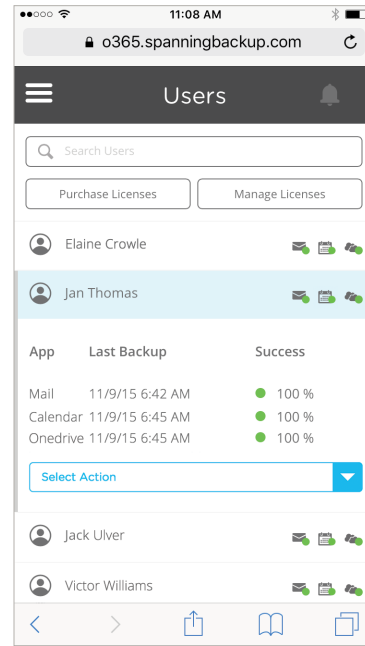 11:08 AM
o365.spanningbackup.com
Users
Search Users
Purchase Licenses Manage Licenses
Elaine Crowle
Jan Thomas
App Last Backup Success
Mail 11/9/15 6:42 AM 100 %
Calendar 11/9/15 6:45 AM 100 %
Onedrive 11/9/15 6:45 AM 100 %
Select Action
Jack Ulver
Victor Williams